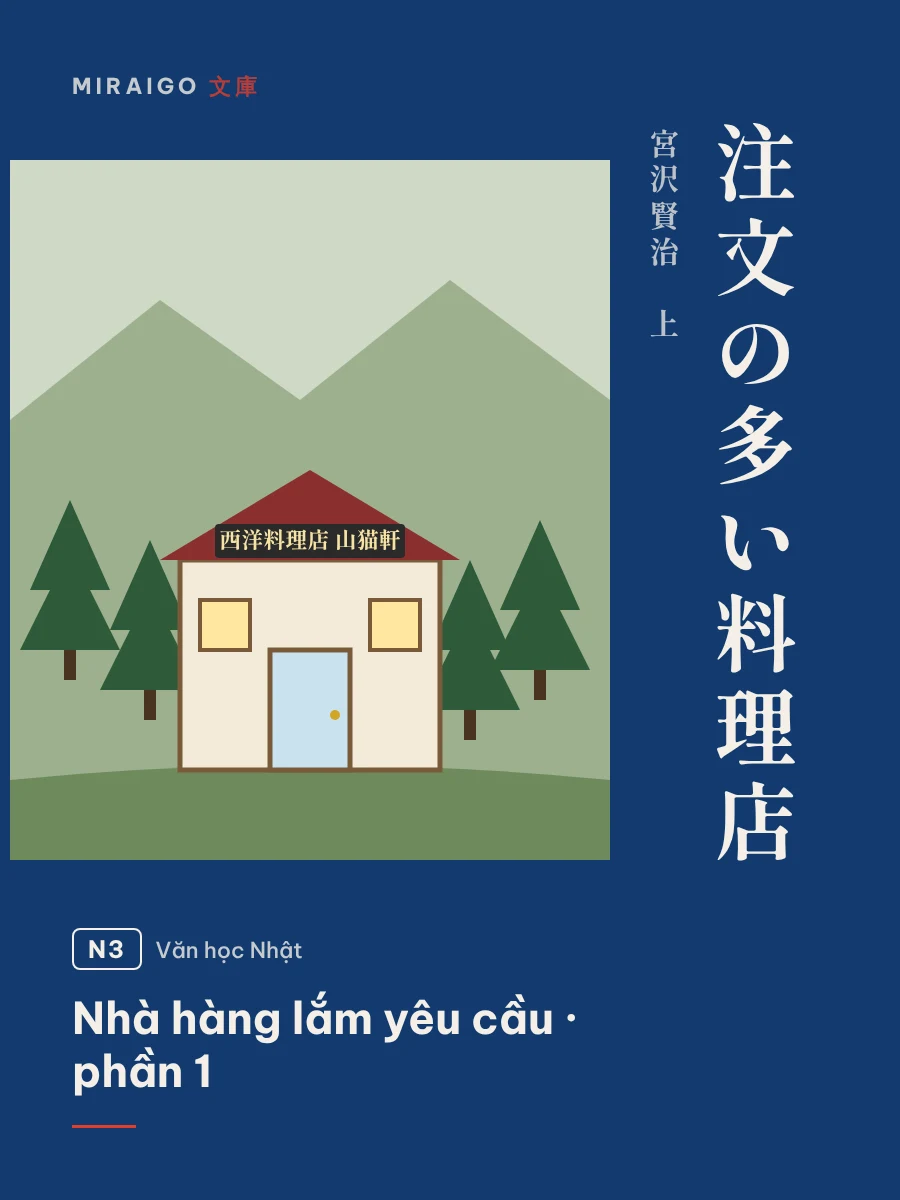 MIRAIGO 文庫
注文の多い料理店
宮沢賢治 上
西洋料理店 山猫軒
N3 Văn học Nhật
Nhà hàng lắm yêu cầu ·
phần 1